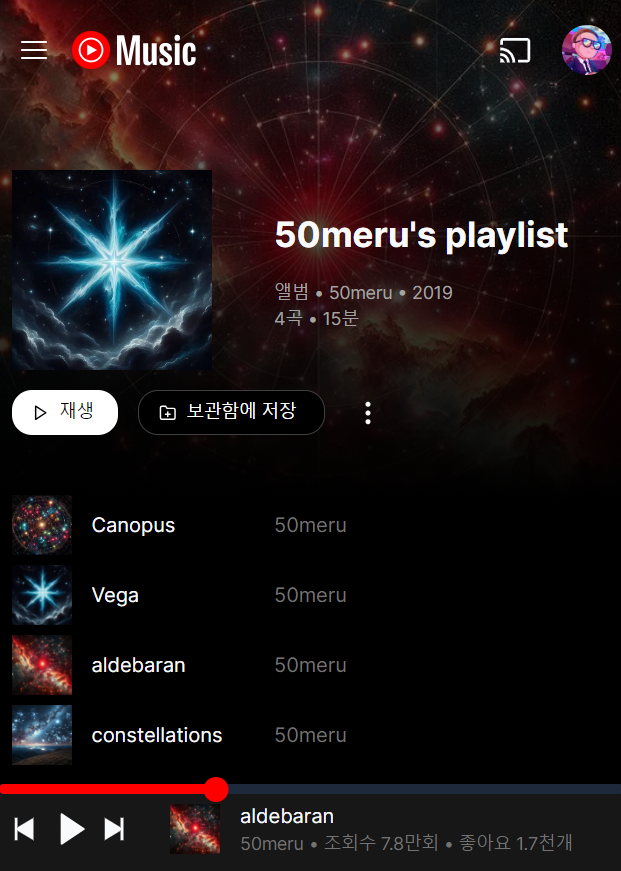 Music
50meru's playlist
앨범 • 50meru • 2019
4곡 • 15분
재생
보관함에 저장
Canopus 50meru
Vega 50meru
aldebaran 50meru
constellations 50meru
aldebaran
50meru • 조회수 7.8만회 • 좋아요 1.7천개